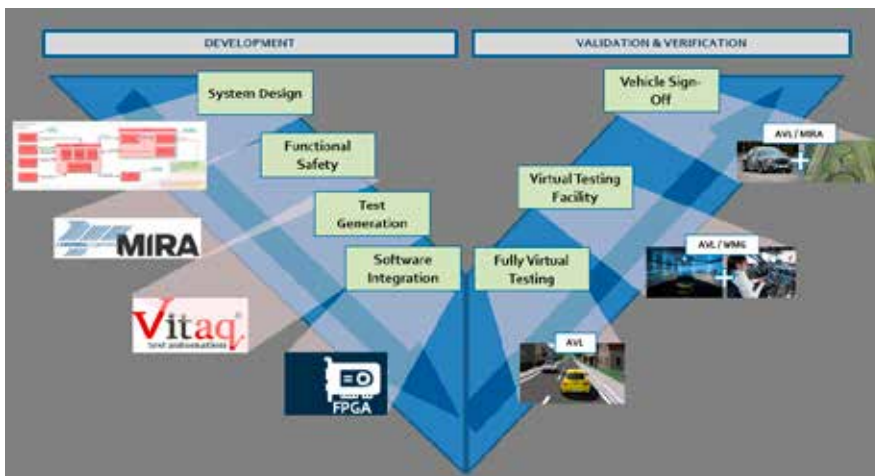 DEVELOPMENT
VALIDATION & VERIFICATION
System Design
Functional
Safety
Test
Generation
Software
Integration
Vehicle Sign-
Off
Virtual Testing
Facility
Fully Virtual
Testing
AVL / MIRA
AVL / WMG
AVL
MIRA
Vitaq
test automation
FPGA